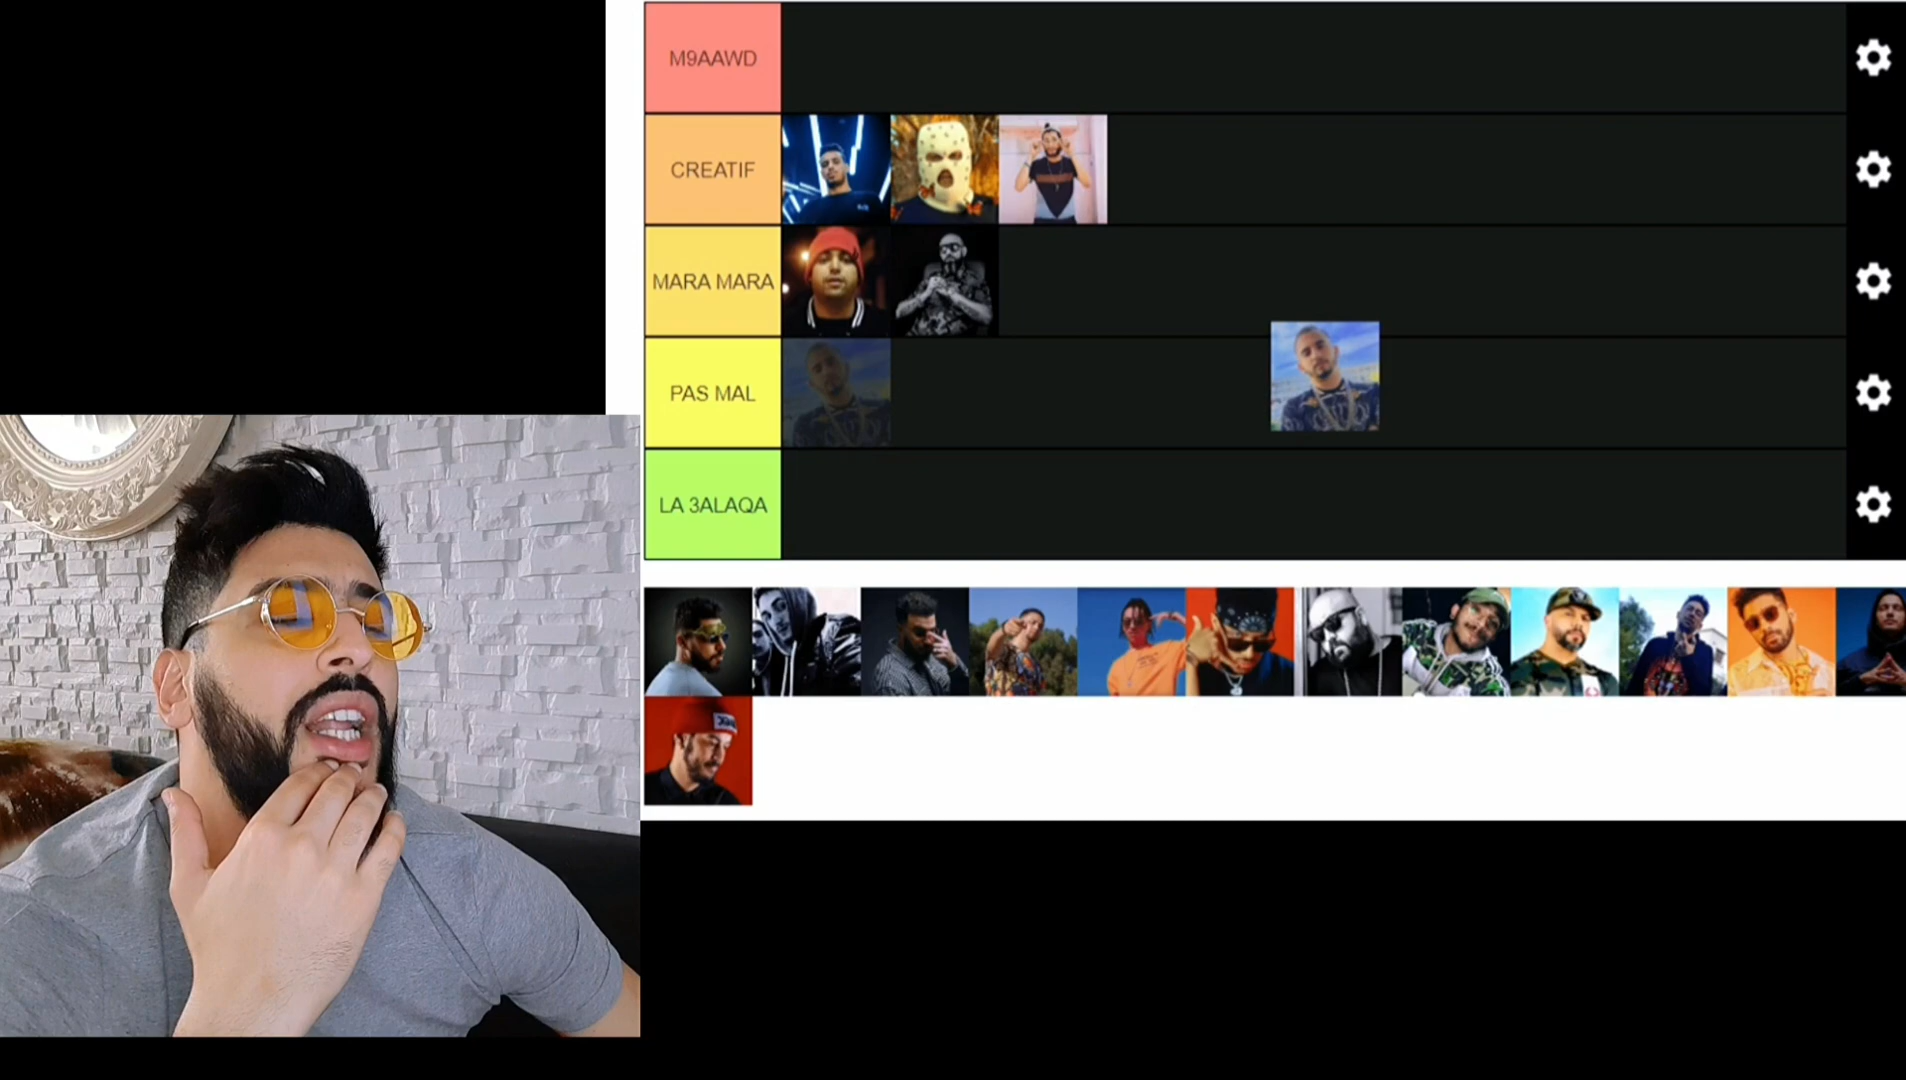 M9AAWD
CREATIF
MARA MARA
PAS MAL
LA 3ALAQA